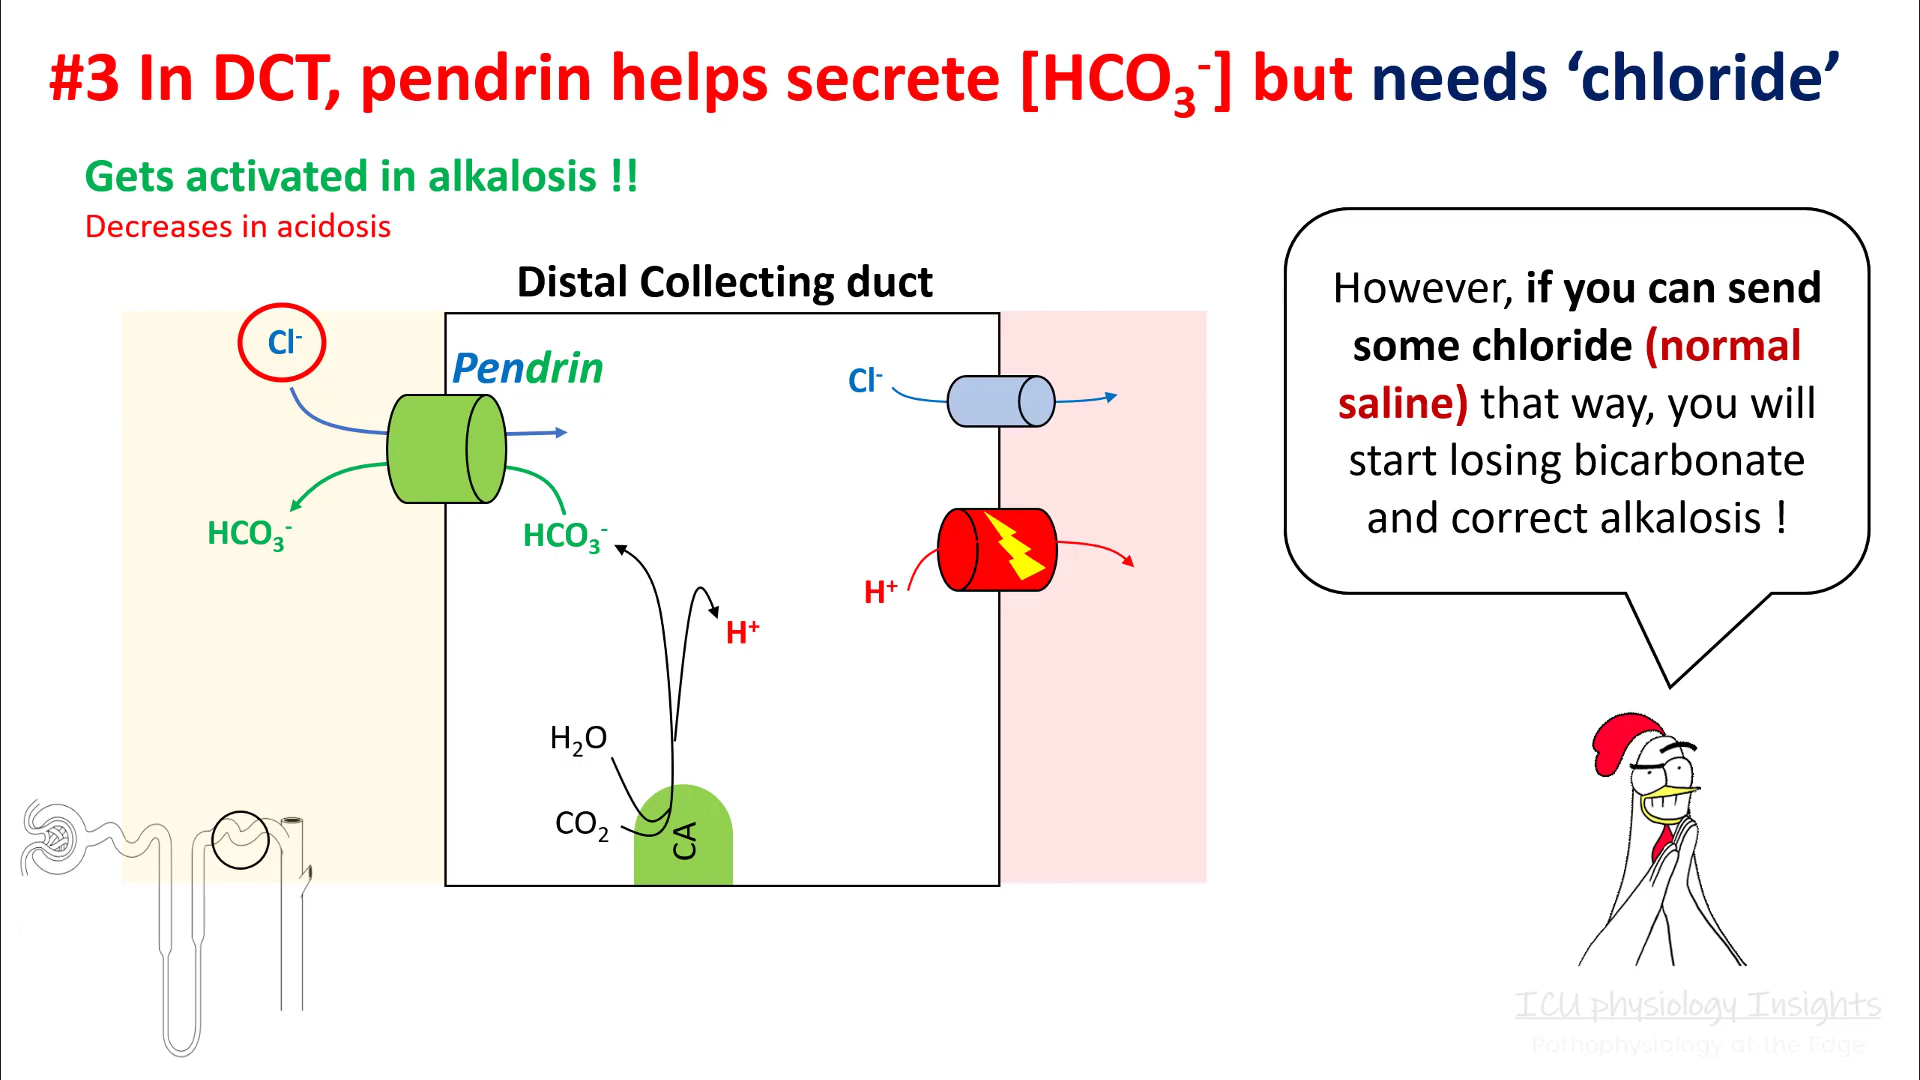 #3 In DCT, pendrin helps secrete [HCO₃⁻] but needs ‘chloride’
Gets activated in alkalosis !!
Decreases in acidosis
Distal Collecting duct
Cl⁻
Pendrin
Cl⁻
HCO₃⁻
HCO₃⁻
H⁺
H⁺
H₂O
CO₂
CA
However, if you can send
some chloride (normal
saline) that way, you will
start losing bicarbonate
and correct alkalosis !
ICU physiology Insights
Pathophysiology at the Edge